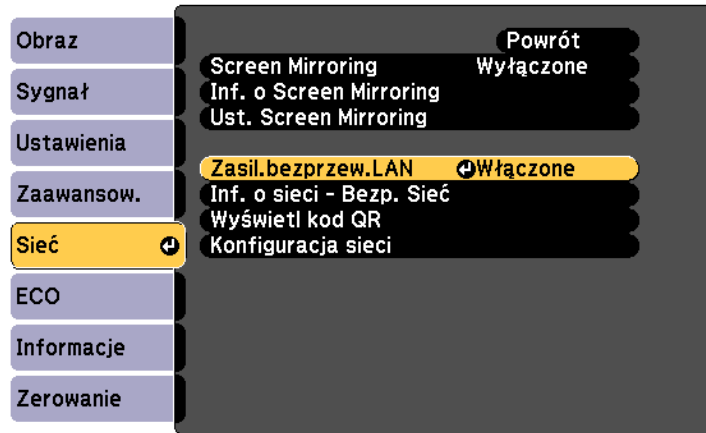 Obraz
Sygnał
Ustawienia
Zaawansow.
Sieć
ECO
Informacje
Zerowanie
Powrót
Screen Mirroring Wyłączone
Inf. o Screen Mirroring
Ust. Screen Mirroring
Zasil.bezprzew.LAN Włączone
Inf. o sieci - Bezp. Sieć
Wyświetl kod QR
Konfiguracja sieci